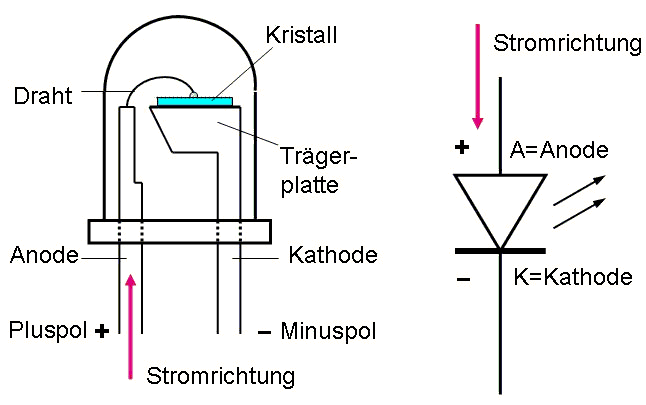 Kristall
Draht
Träger-
platte
Anode
Kathode
Pluspol +
– Minuspol
Stromrichtung
Stromrichtung
+
A=Anode
–
K=Kathode